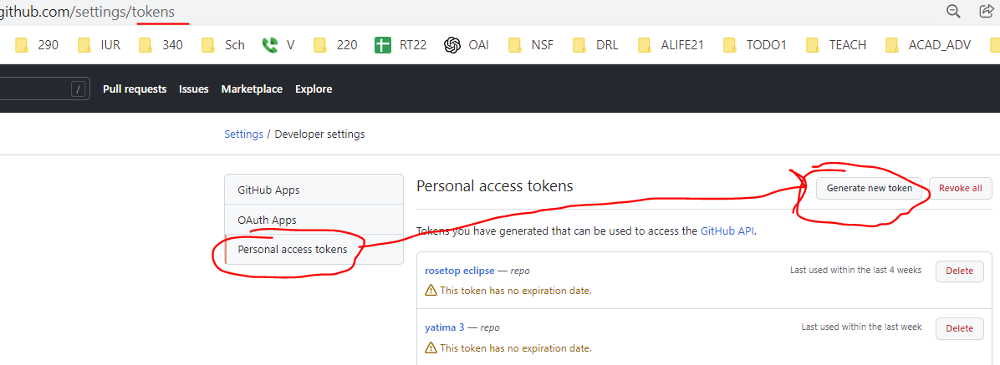 github.com/settings/tokens
290 IUR 340 Sch V 220 RT22 OAI NSF DRL ALIFE21 TODO1 TEACH ACAD_ADV
/ Pull requests Issues Marketplace Explore
Settings / Developer settings
GitHub Apps
OAuth Apps
Personal access tokens
Personal access tokens
Generate new token
Revoke all
Tokens you have generated that can be used to access the GitHub API.
rosetop eclipse — repo
Last used within the last 4 weeks
Delete
This token has no expiration date.
yatima 3 — repo
Last used within the last week
Delete
This token has no expiration date.